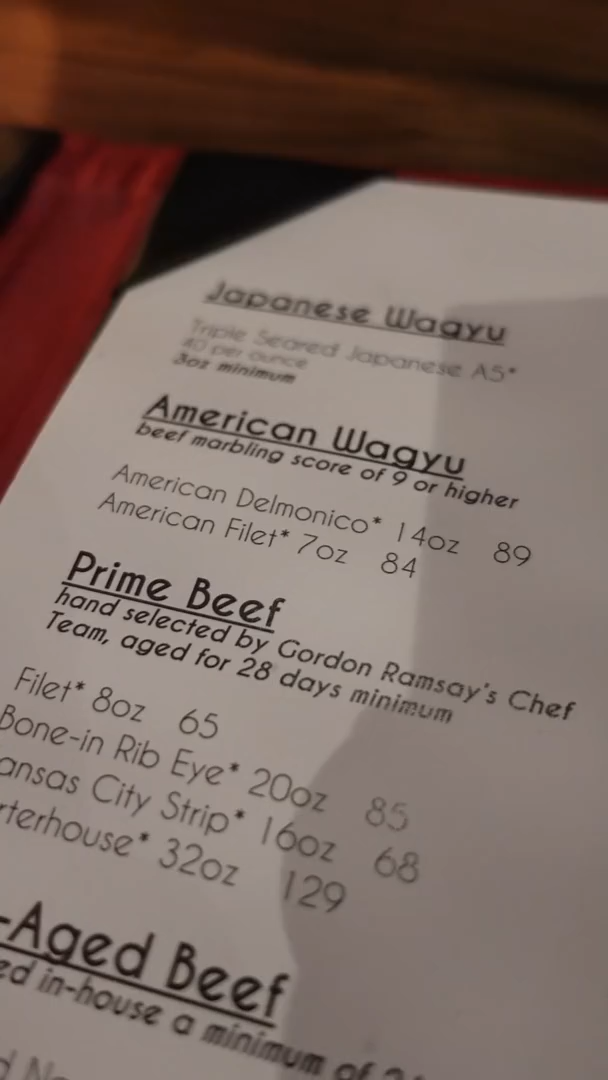 Japanese Wagyu
Triple Seared Japanese A5*
40 per ounce
3oz minimum
American Wagyu
beef marbling score of 9 or higher
American Delmonico* 14oz 89
American Filet* 7oz 84
Prime Beef
hand selected by Gordon Ramsay's Chef
Team, aged for 28 days minimum
Filet* 8oz 65
Bone-in Rib Eye* 20oz 85
ansas City Strip* 16oz 68
rterhouse* 32oz 129
-Aged Beef
ed in-house a minimum of